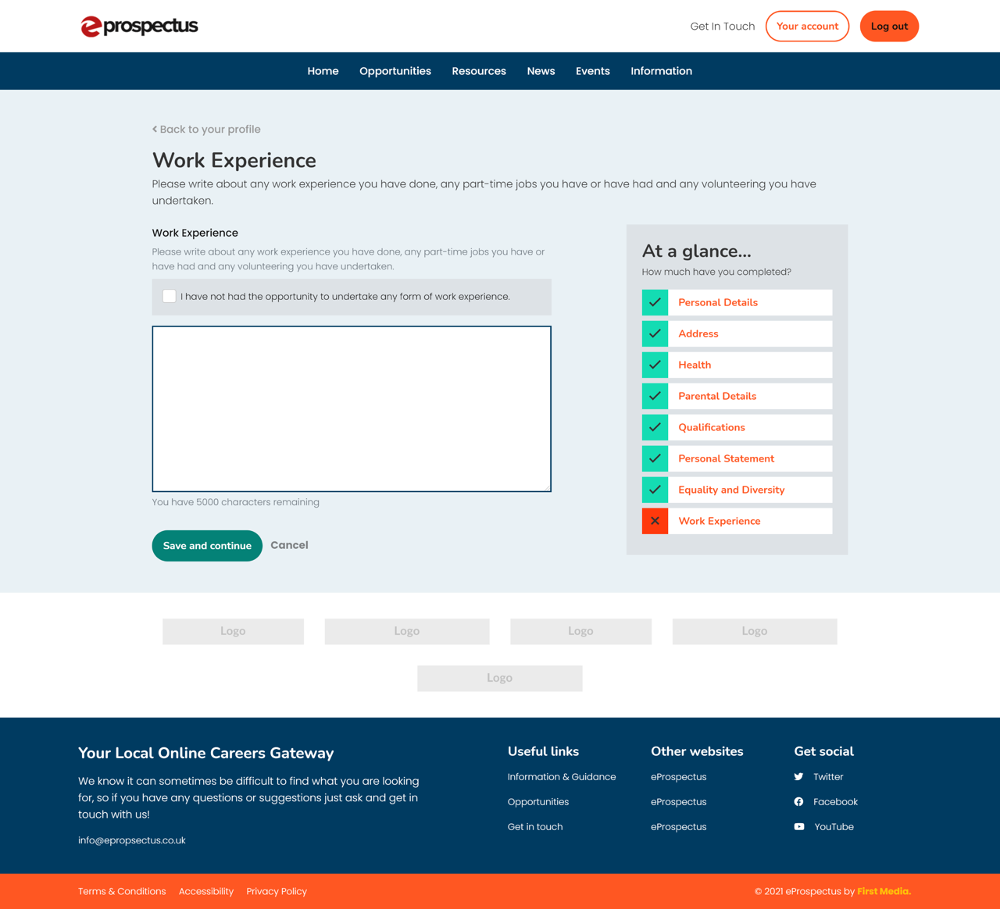 eprospectus
Get In Touch
Your account
Log out
Home
Opportunities
Resources
News
Events
Information
Back to your profile
Work Experience
Please write about any work experience you have done, any part-time jobs you have or have had and any volunteering you have
undertaken.
Work Experience
Please write about any work experience you have done, any part-time jobs you have or
have had and any volunteering you have undertaken.
I have not had the opportunity to undertake any form of work experience.
You have 5000 characters remaining
Save and continue
Cancel
At a glance...
How much have you completed?
Personal Details
Address
Health
Parental Details
Qualifications
Personal Statement
Equality and Diversity
Work Experience
Logo
Logo
Logo
Logo
Logo
Your Local Online Careers Gateway
We know it can sometimes be difficult to find what you are looking
for, so if you have any questions or suggestions just ask and get in
touch with us!
info@epropsectus.co.uk
Useful links
Information & Guidance
Opportunities
Get in touch
Other websites
eProspectus
eProspectus
eProspectus
Get social
Twitter
Facebook
YouTube
Terms & Conditions
Accessibility
Privacy Policy
© 2021 eProspectus by First Media.